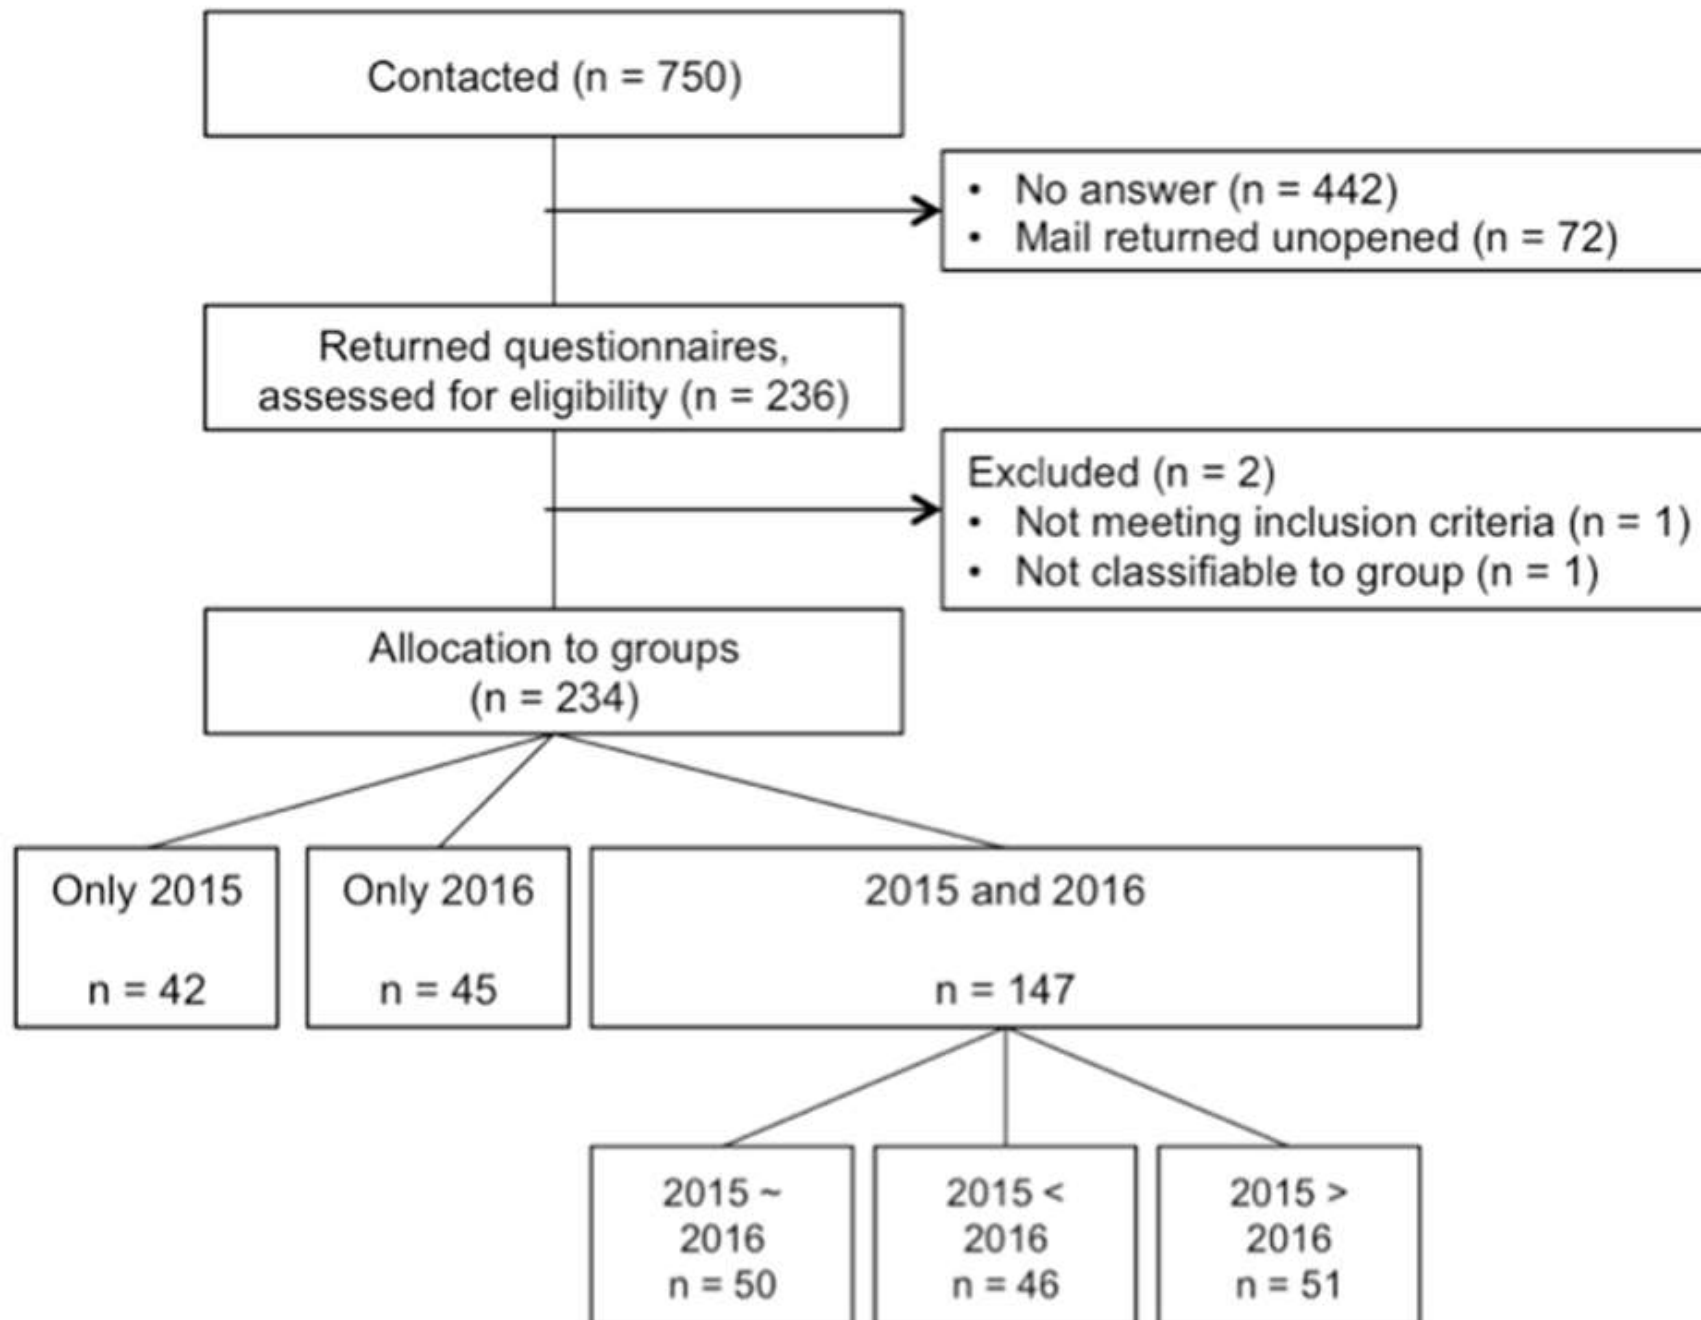 Contacted (n = 750)
• No answer (n = 442)
• Mail returned unopened (n = 72)
Returned questionnaires,
assessed for eligibility (n = 236)
Excluded (n = 2)
• Not meeting inclusion criteria (n = 1)
• Not classifiable to group (n = 1)
Allocation to groups
(n = 234)
Only 2015
n = 42
Only 2016
n = 45
2015 and 2016
n = 147
2015 ~
2016
n = 50
2015 <
2016
n = 46
2015 >
2016
n = 51